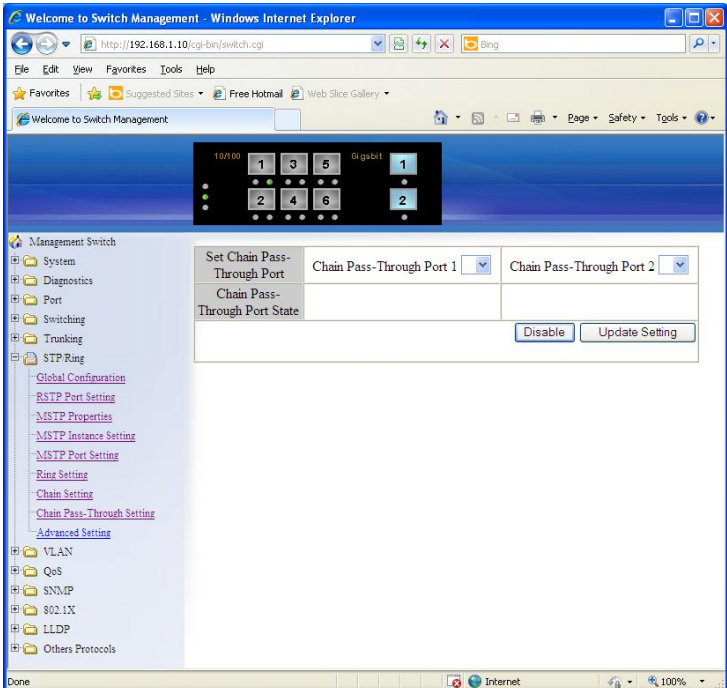 Welcome to Switch Management - Windows Internet Explorer
http://192.168.1.10/cgi-bin/switch.cgi
Bing
File Edit View Favorites Tools Help
Favorites Suggested Sites Free Hotmail Web Slice Gallery
Welcome to Switch Management
Page Safety Tools
10/100 1 3 5 Gigabit 1
2 4 6 2
Management Switch
System
Diagnostics
Port
Switching
Trunking
STP/Ring
Global Configuration
RSTP Port Setting
MSTP Properties
MSTP Instance Setting
MSTP Port Setting
Ring Setting
Chain Setting
Chain Pass-Through Setting
Advanced Setting
VLAN
QoS
SNMP
802.1X
LLDP
Others Protocols
Set Chain Pass-
Through Port
Chain Pass-Through Port 1
Chain Pass-Through Port 2
Chain Pass-
Through Port State
Disable Update Setting
Done Internet 100%